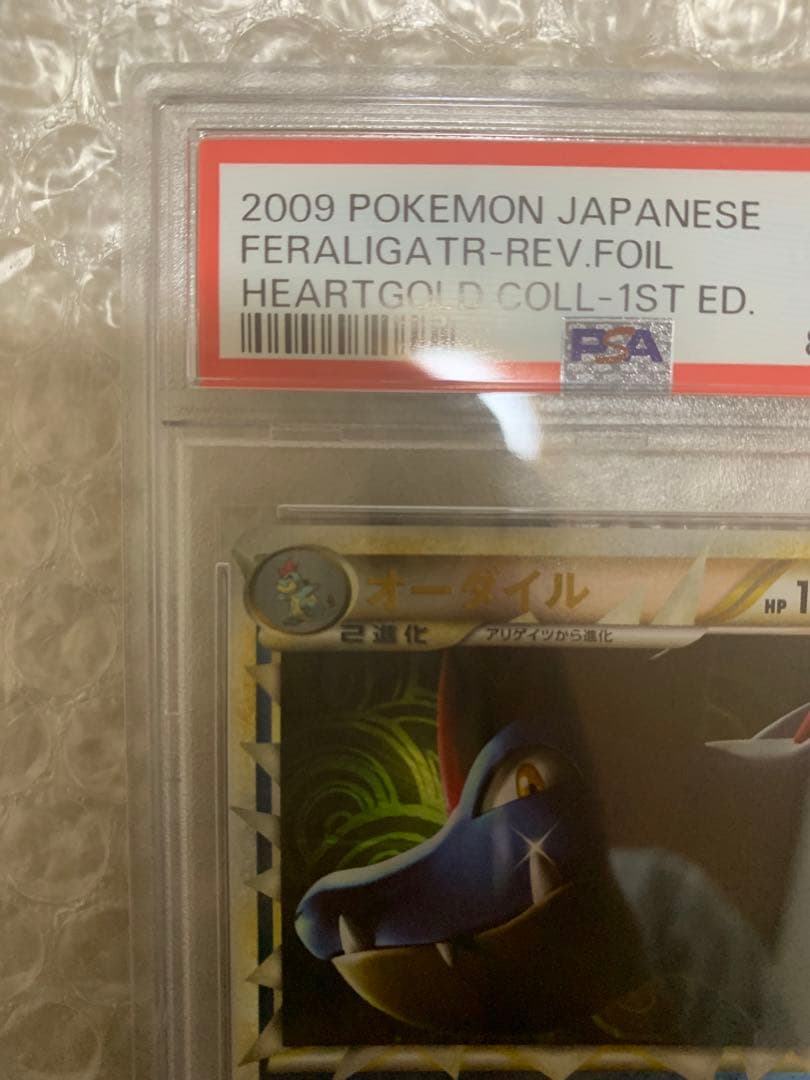 2009 POKEMON JAPANESE
FERALIGATR-REV.FOIL
HEARTGOLD COLL-1ST ED.
PSA
オーダイル
HP 1
2進化
アリゲイツから進化